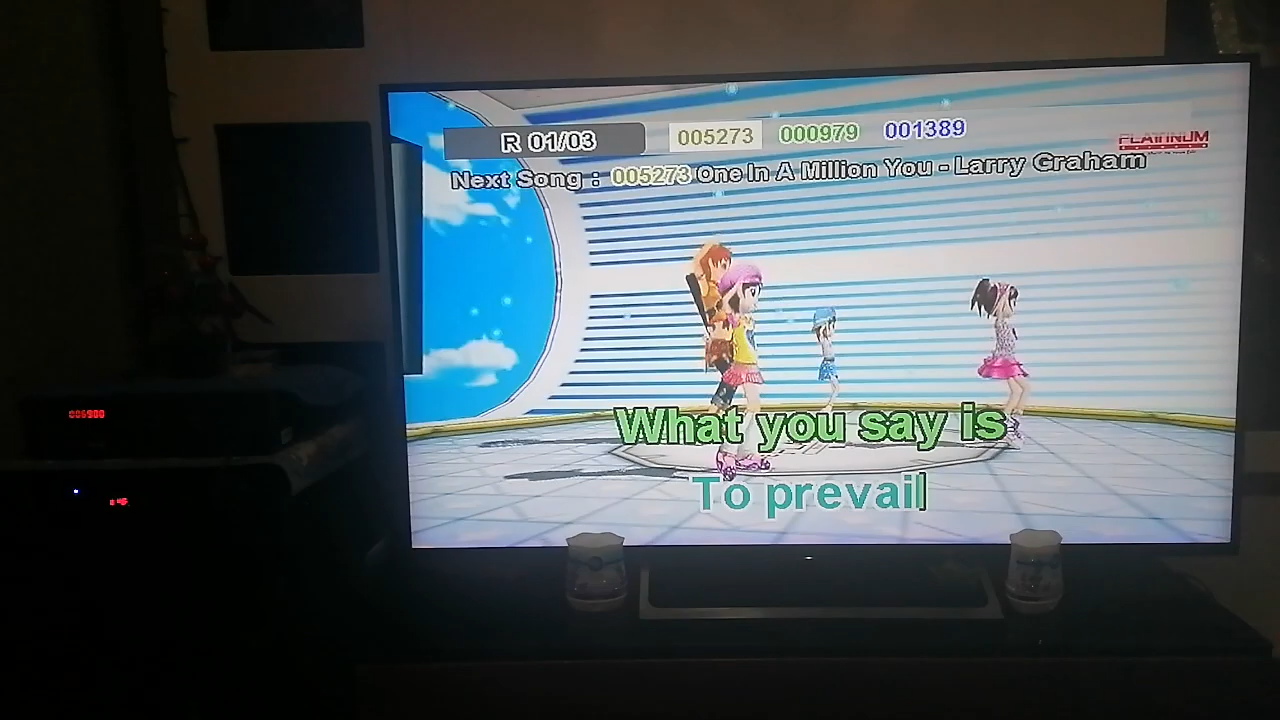 R 01/03 005273 000979 001389
PLATINUM
Next Song : 005273 One In A Million You - Larry Graham
What you say is
To prevail